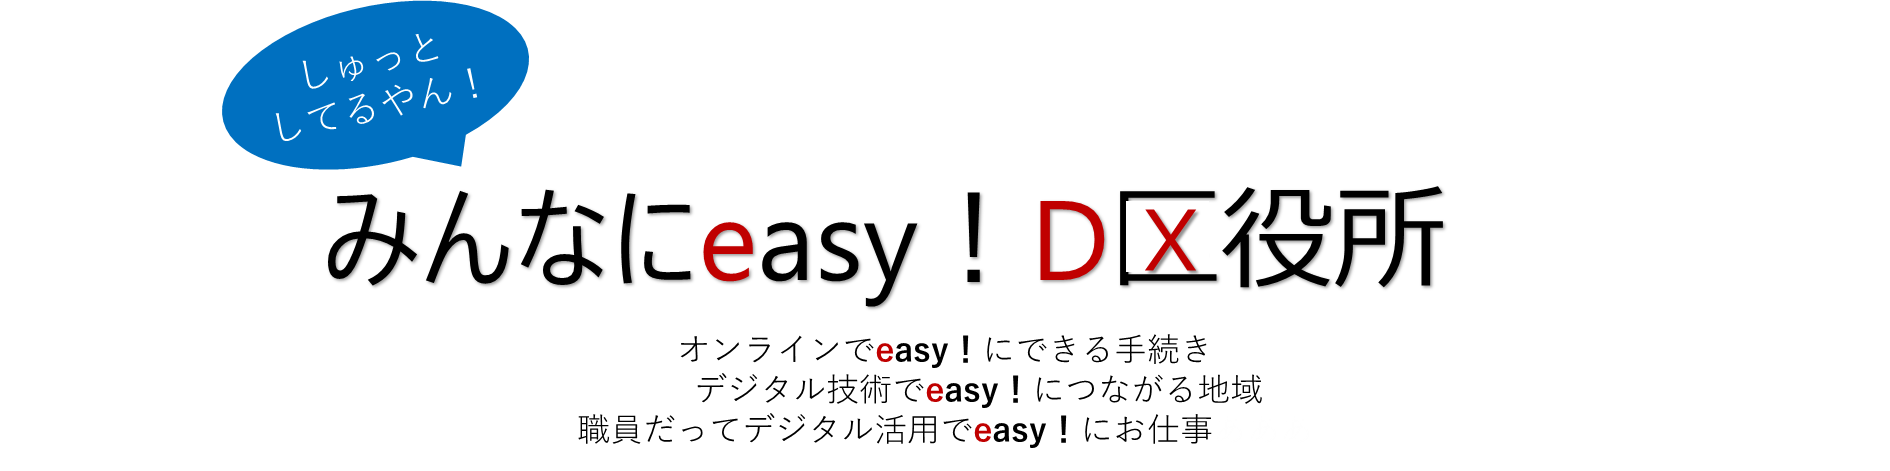 しゅっと
してるやん！
みんなにeasy！D区役所
オンラインでeasy！にできる手続き
デジタル技術でeasy！につながる地域
職員だってデジタル活用でeasy！にお仕事